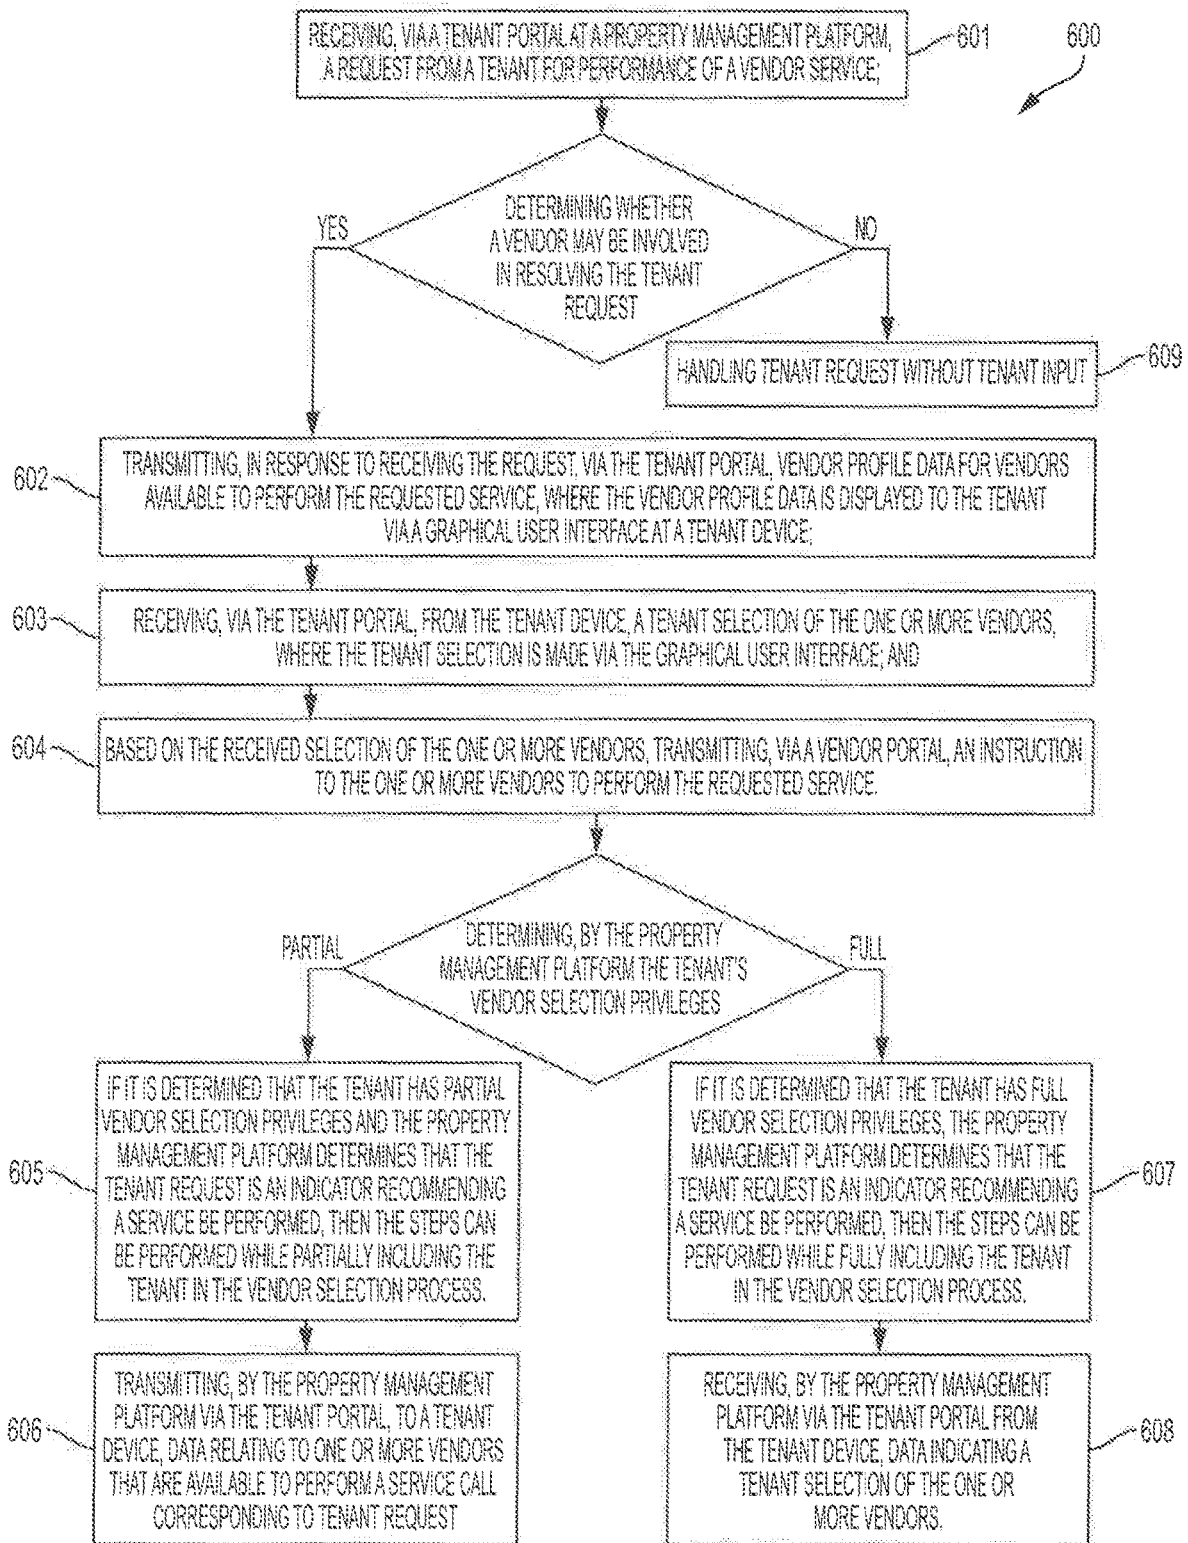 RECEIVING, VIA A TENANT PORTAL AT A PROPERTY MANAGEMENT PLATFORM,
A REQUEST FROM A TENANT FOR PERFORMANCE OF A VENDOR SERVICE;
601
600
DETERMINING WHETHER
A VENDOR MAY BE INVOLVED
IN RESOLVING THE TENANT
REQUEST
YES
NO
HANDLING TENANT REQUEST WITHOUT TENANT INPUT
609
602
TRANSMITTING, IN RESPONSE TO RECEIVING THE REQUEST, VIA THE TENANT PORTAL, VENDOR PROFILE DATA FOR VENDORS
AVAILABLE TO PERFORM THE REQUESTED SERVICE, WHERE THE VENDOR PROFILE DATA IS DISPLAYED TO THE TENANT
VIA A GRAPHICAL USER INTERFACE AT A TENANT DEVICE;
603
RECEIVING, VIA THE TENANT PORTAL, FROM THE TENANT DEVICE, A TENANT SELECTION OF THE ONE OR MORE VENDORS,
WHERE THE TENANT SELECTION IS MADE VIA THE GRAPHICAL USER INTERFACE; AND
604
BASED ON THE RECEIVED SELECTION OF THE ONE OR MORE VENDORS, TRANSMITTING, VIA A VENDOR PORTAL, AN INSTRUCTION
TO THE ONE OR MORE VENDORS TO PERFORM THE REQUESTED SERVICE.
DETERMINING, BY THE PROPERTY
MANAGEMENT PLATFORM THE TENANT'S
VENDOR SELECTION PRIVILEGES
PARTIAL
FULL
605
IF IT IS DETERMINED THAT THE TENANT HAS PARTIAL
VENDOR SELECTION PRIVILEGES AND THE PROPERTY
MANAGEMENT PLATFORM DETERMINES THAT THE
TENANT REQUEST IS AN INDICATOR RECOMMENDING
A SERVICE BE PERFORMED, THEN THE STEPS CAN
BE PERFORMED WHILE PARTIALLY INCLUDING THE
TENANT IN THE VENDOR SELECTION PROCESS.
IF IT IS DETERMINED THAT THE TENANT HAS FULL
VENDOR SELECTION PRIVILEGES, THE PROPERTY
MANAGEMENT PLATFORM DETERMINES THAT THE
TENANT REQUEST IS AN INDICATOR RECOMMENDING
A SERVICE BE PERFORMED, THEN THE STEPS CAN BE
PERFORMED WHILE FULLY INCLUDING THE TENANT
IN THE VENDOR SELECTION PROCESS.
607
606
TRANSMITTING, BY THE PROPERTY MANAGEMENT
PLATFORM VIA THE TENANT PORTAL, TO A TENANT
DEVICE, DATA RELATING TO ONE OR MORE VENDORS
THAT ARE AVAILABLE TO PERFORM A SERVICE CALL
CORRESPONDING TO TENANT REQUEST
RECEIVING, BY THE PROPERTY MANAGEMENT
PLATFORM VIA THE TENANT PORTAL FROM
THE TENANT DEVICE, DATA INDICATING A
TENANT SELECTION OF THE ONE OR
MORE VENDORS.
608